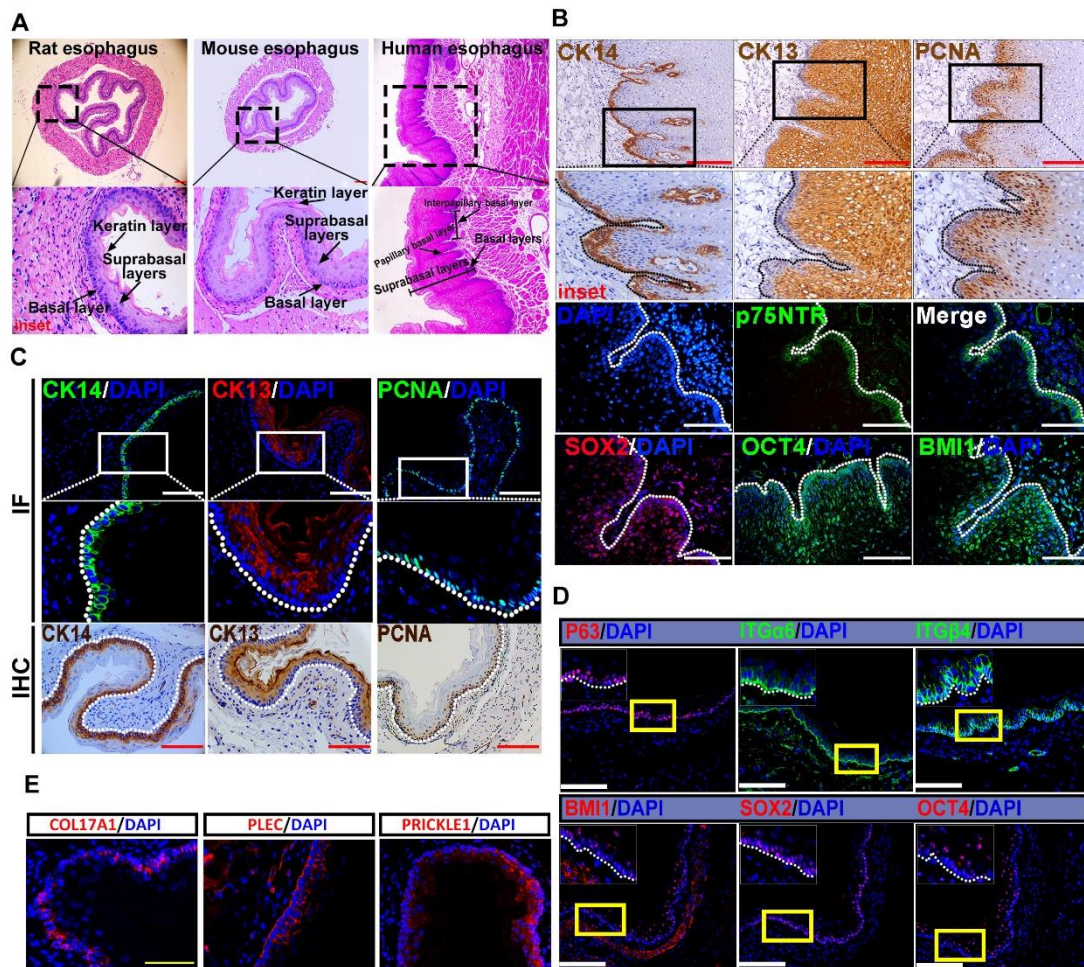 A
Rat esophagus
Mouse esophagus
Human esophagus
Keratin layer
Suprabasal
layers
Basal layer
inset
Keratin layer
Suprabasal
layers
Basal layer
Interpapillary basal layer
Papillary basal layer
Basal layers
Suprabasal layers
B
CK14
CK13
PCNA
inset
DAPI
p75NTR
Merge
SOX2/DAPI
OCT4/DAPI
BMI1/DAPI
C
IF
CK14/DAPI
CK13/DAPI
PCNA/DAPI
IHC
CK14
CK13
PCNA
D
P63/DAPI
ITGα6/DAPI
ITGβ4/DAPI
BMI1/DAPI
SOX2/DAPI
OCT4/DAPI
E
COL17A1/DAPI
PLEC/DAPI
PRICKLE1/DAPI